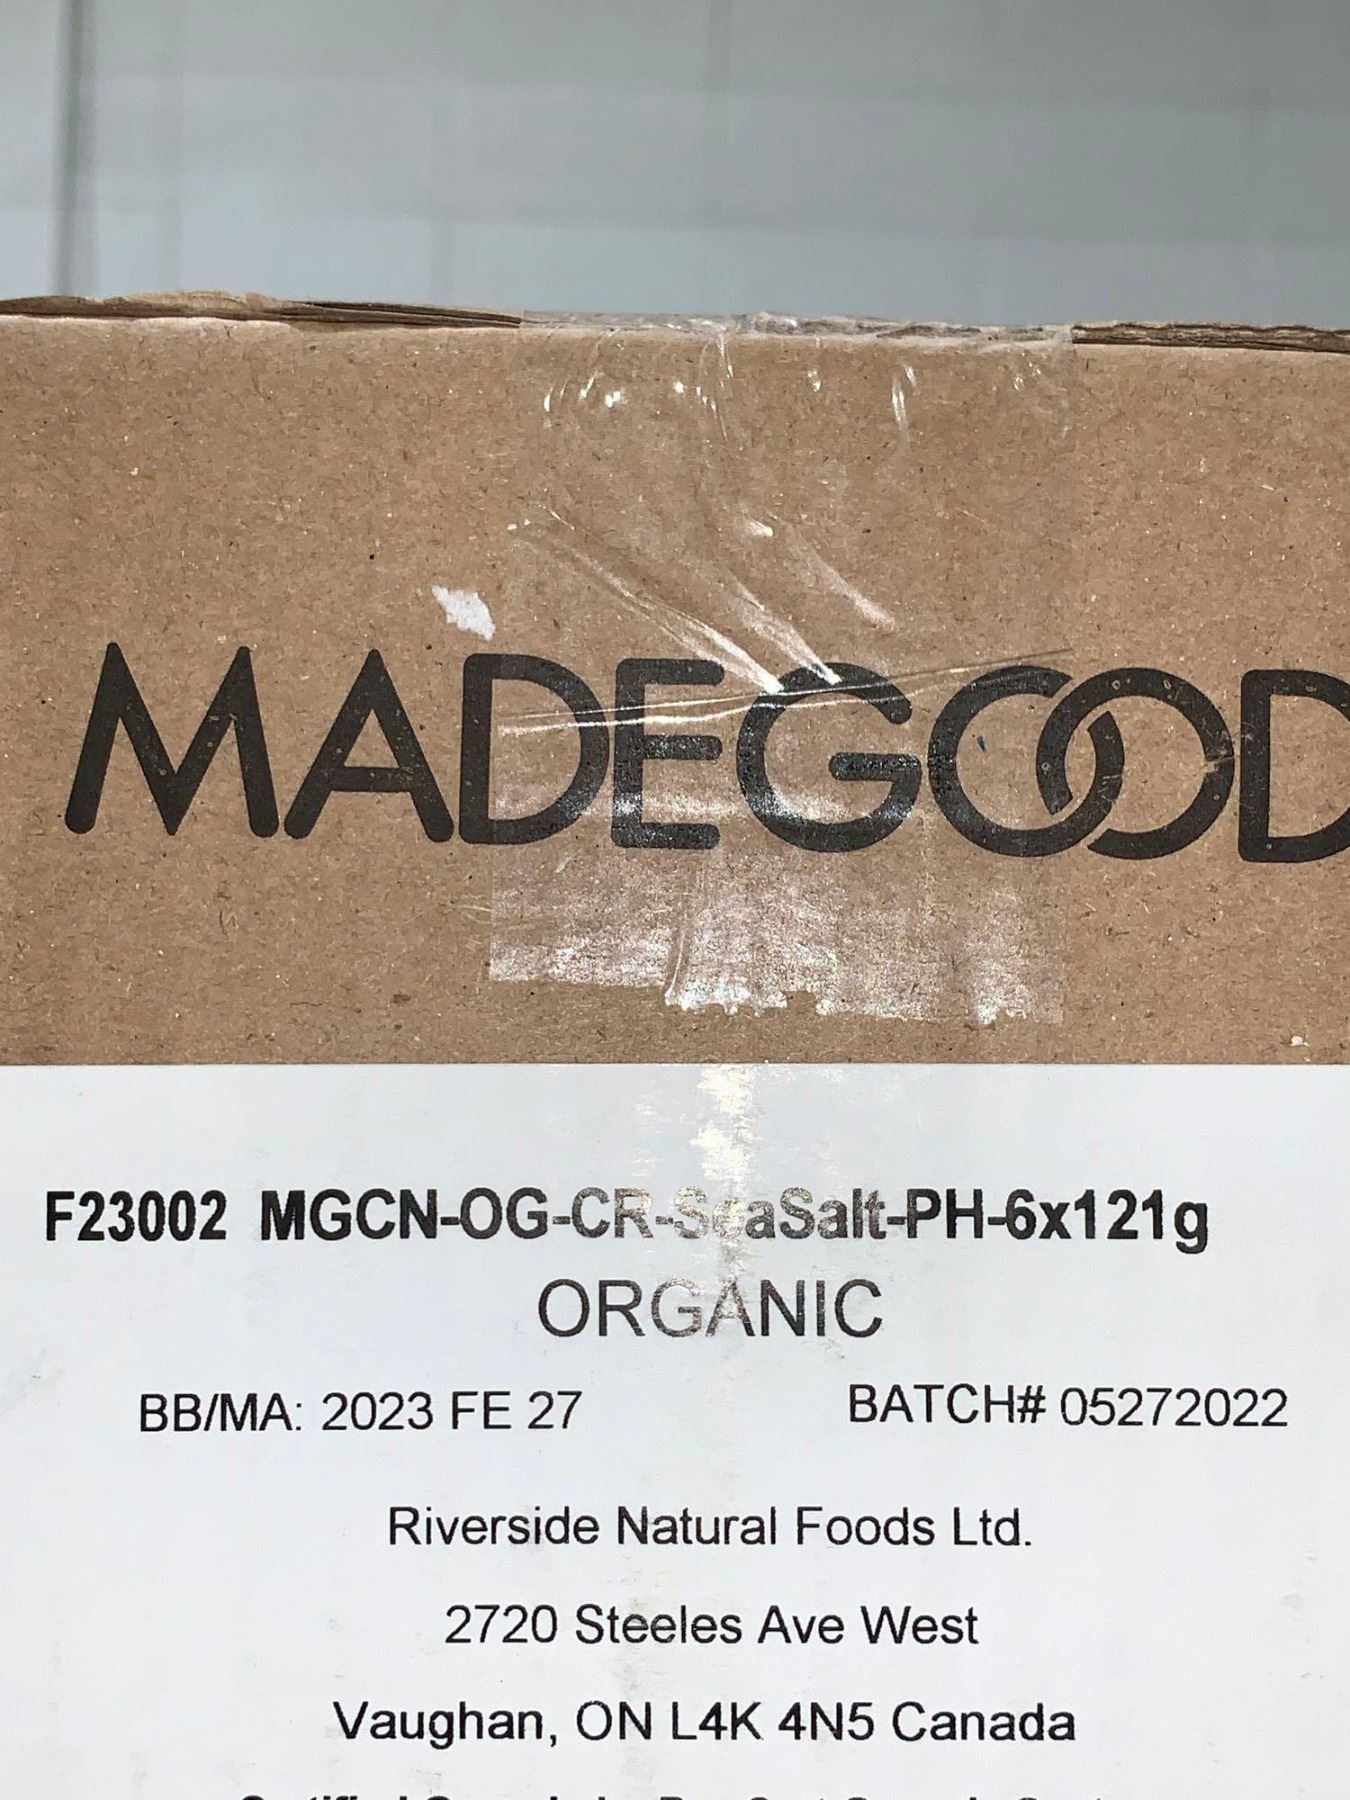 MADEGOOD
F23002 MGCN-OG-CR-SeaSalt-PH-6x121g
ORGANIC
BB/MA: 2023 FE 27
BATCH# 05272022
Riverside Natural Foods Ltd.
2720 Steeles Ave West
Vaughan, ON L4K 4N5 Canada